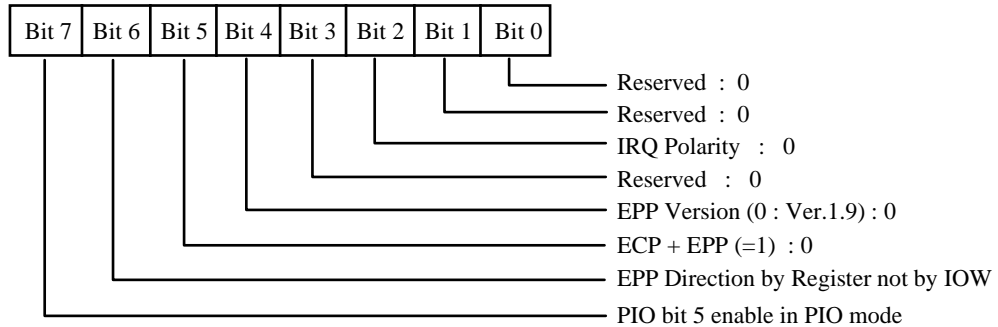 Bit 7 Bit 6 Bit 5 Bit 4 Bit 3 Bit 2 Bit 1 Bit 0
Reserved : 0
Reserved : 0
IRQ Polarity : 0
Reserved : 0
EPP Version (0 : Ver.1.9) : 0
ECP + EPP (=1) : 0
EPP Direction by Register not by IOW
PIO bit 5 enable in PIO mode